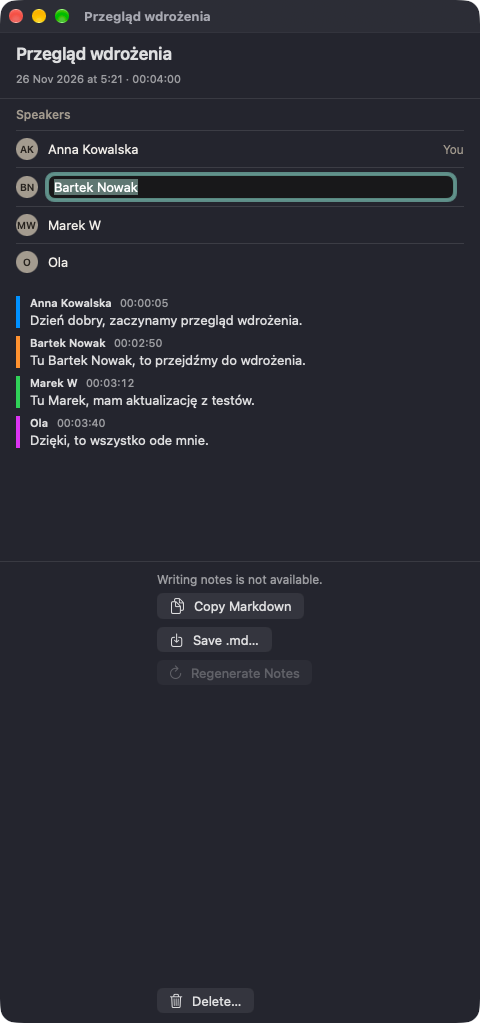 Przegląd wdrożenia
Przegląd wdrożenia
26 Nov 2026 at 5:21 · 00:04:00
Speakers
AK Anna Kowalska You
BN Bartek Nowak
MW Marek W
O Ola
Anna Kowalska 00:00:05
Dzień dobry, zaczynamy przegląd wdrożenia.
Bartek Nowak 00:02:50
Tu Bartek Nowak, to przejdźmy do wdrożenia.
Marek W 00:03:12
Tu Marek, mam aktualizację z testów.
Ola 00:03:40
Dzięki, to wszystko ode mnie.
Writing notes is not available.
Copy Markdown
Save .md...
Regenerate Notes
Delete...